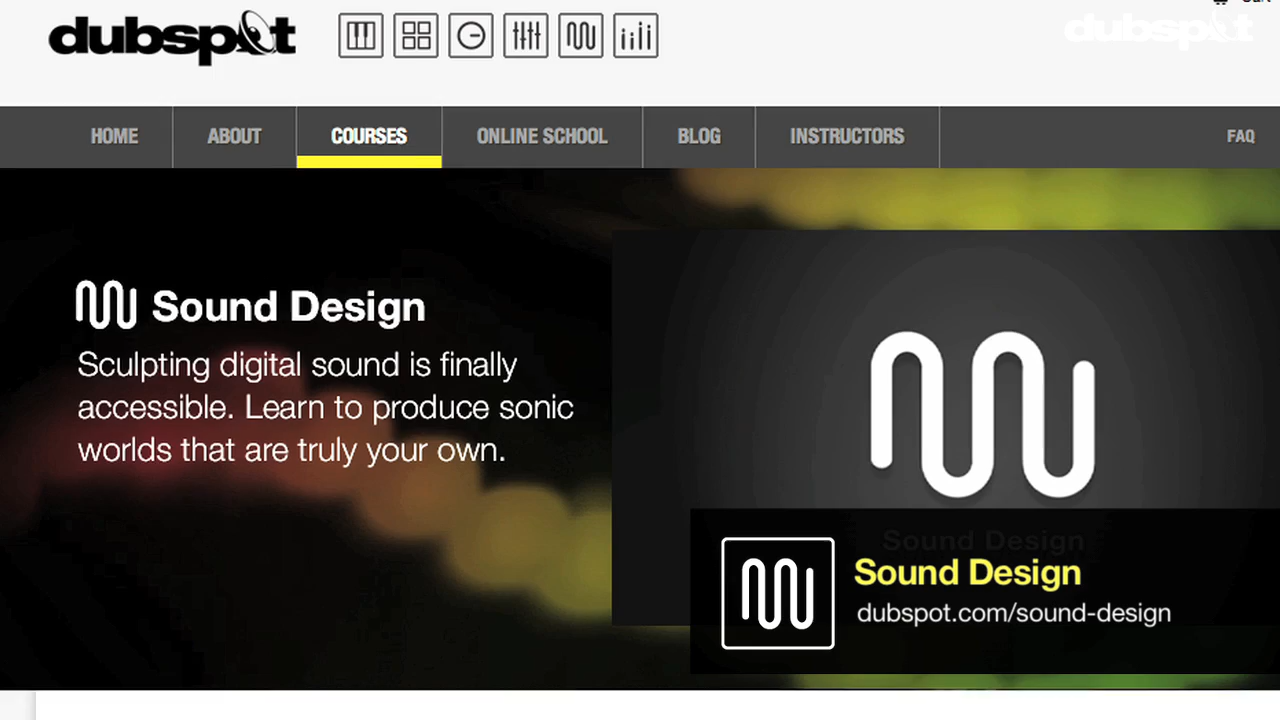 dubspot
dubspot
HOME
ABOUT
COURSES
ONLINE SCHOOL
BLOG
INSTRUCTORS
FAQ
Sound Design
Sculpting digital sound is finally
accessible. Learn to produce sonic
worlds that are truly your own.
Sound Design
Sound Design
dubspot.com/sound-design